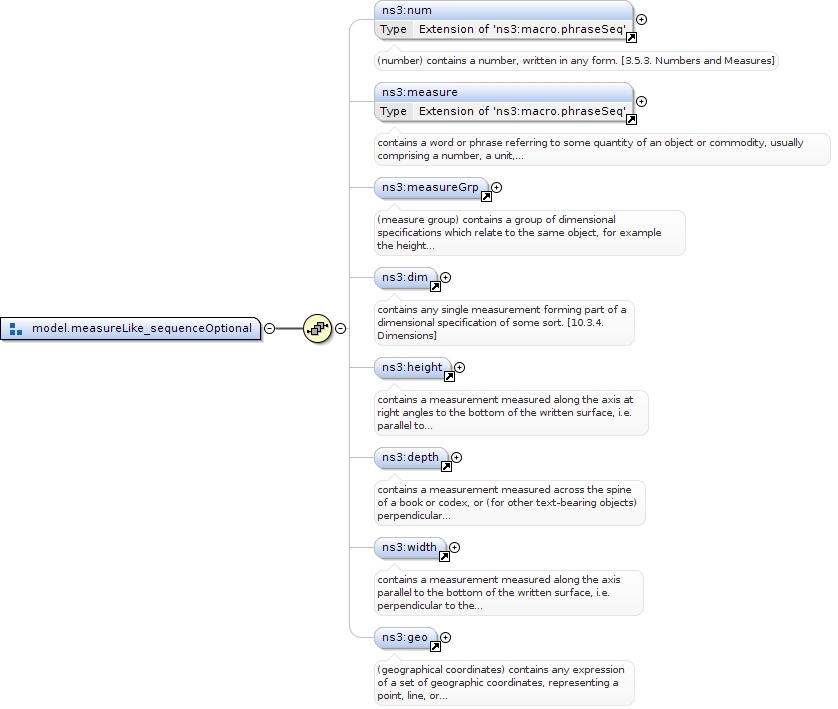 ns3:num
Type Extension of 'ns3:macro.phraseSeq'
(number) contains a number, written in any form. [3.5.3. Numbers and Measures]
ns3:measure
Type Extension of 'ns3:macro.phraseSeq'
contains a word or phrase referring to some quantity of an object or commodity, usually
comprising a number, a unit,...
ns3:measureGrp
(measure group) contains a group of dimensional
specifications which relate to the same object, for example
the height...
ns3:dim
contains any single measurement forming part of a
dimensional specification of some sort. [10.3.4.
Dimensions]
model.measureLike_sequenceOptional
ns3:height
contains a measurement measured along the axis at
right angles to the bottom of the written surface, i.e.
parallel to...
ns3:depth
contains a measurement measured across the spine
of a book or codex, or (for other text-bearing objects)
perpendicular...
ns3:width
contains a measurement measured along the axis
parallel to the bottom of the written surface, i.e.
perpendicular to the...
ns3:geo
(geographical coordinates) contains any expression
of a set of geographic coordinates, representing a
point, line, or...